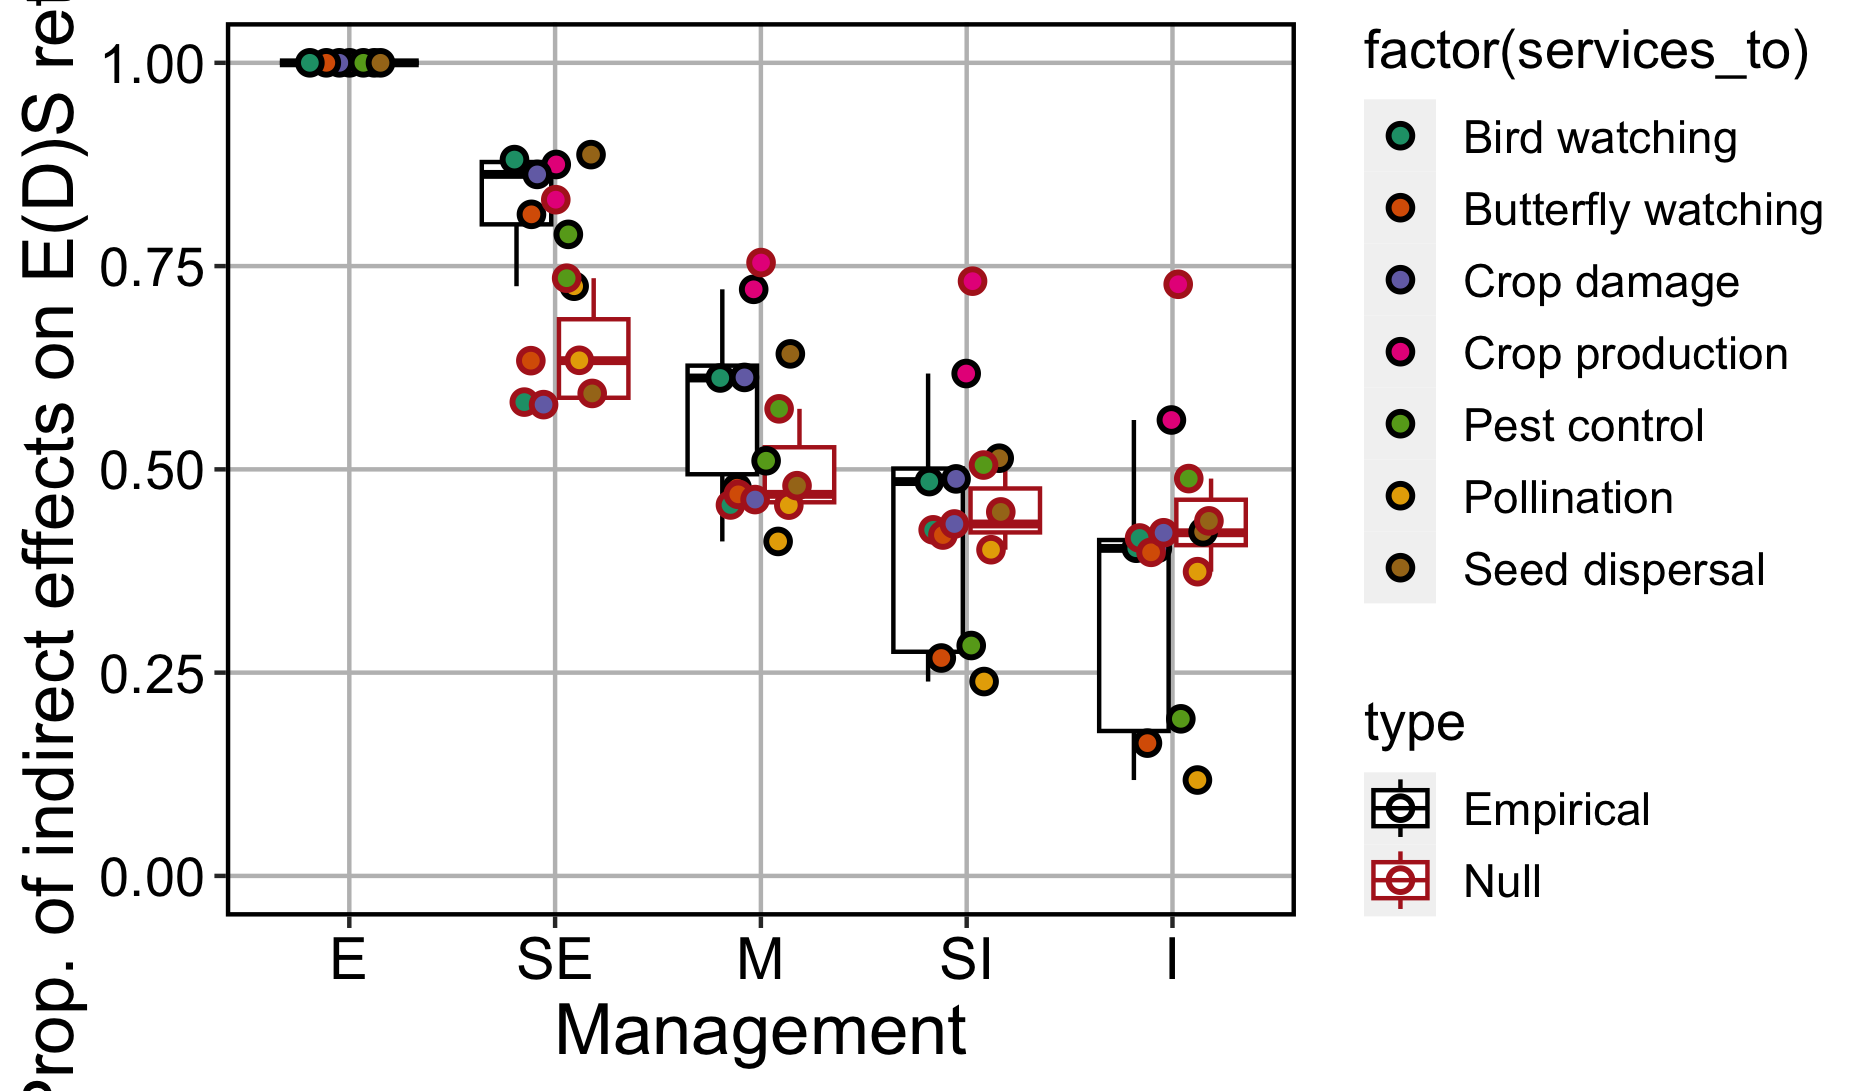 Prop. of indirect effects on E(D)S
1.00
0.75
0.50
0.25
0.00
E SE M SI I
Management
factor(services_to)
Bird watching
Butterfly watching
Crop damage
Crop production
Pest control
Pollination
Seed dispersal
type
Empirical
Null